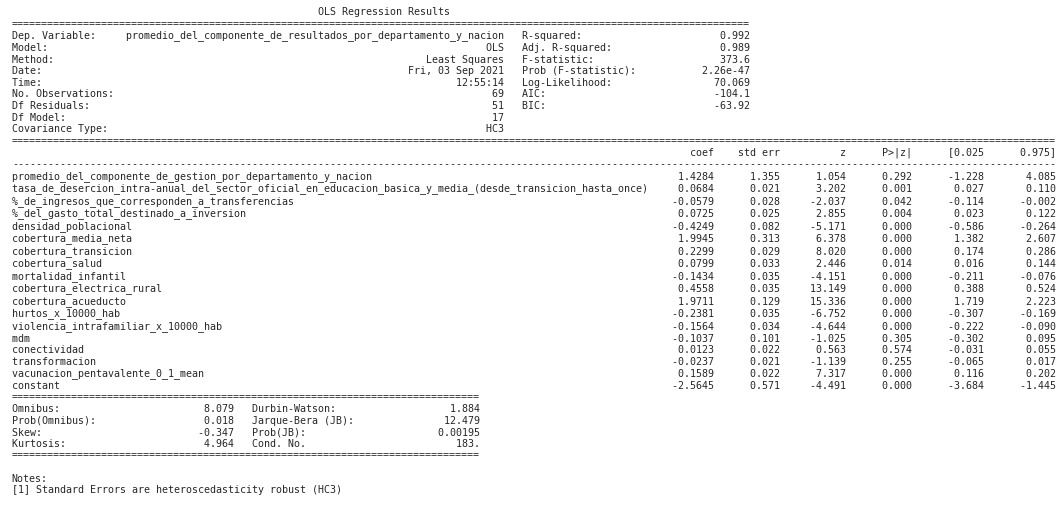 OLS Regression Results
==============================================================================
Dep. Variable: promedio_del_componente_de_resultados_por_departamento_y_nacion R-squared: 0.992
Model: OLS Adj. R-squared: 0.989
Method: Least Squares F-statistic: 373.6
Date: Fri, 03 Sep 2021 Prob (F-statistic): 2.26e-47
Time: 12:55:14 Log-Likelihood: 70.069
No. Observations: 69 AIC: -104.1
Df Residuals: 51 BIC: -63.92
Df Model: 17
Covariance Type: HC3
==============================================================================
coef std err z P>|z| [0.025 0.975]
------------------------------------------------------------------------------
promedio_del_componente_de_gestion_por_departamento_y_nacion 1.4284 1.355 1.054 0.292 -1.228 4.085
tasa_de_desercion_intra-anual_del_sector_oficial_en_educacion_basica_y_media_(desde_transicion_hasta_once) 0.0684 0.021 3.202 0.001 0.027 0.110
%_de_ingresos_que_corresponden_a_transferencias -0.0579 0.028 -2.037 0.042 -0.114 -0.002
%_del_gasto_total_destinado_a_inversion 0.0725 0.025 2.855 0.004 0.023 0.122
densidad_poblacional -0.4249 0.082 -5.171 0.000 -0.586 -0.264
cobertura_media_neta 1.9945 0.313 6.378 0.000 1.382 2.607
cobertura_transicion 0.2299 0.029 8.020 0.000 0.174 0.286
cobertura_salud 0.0799 0.033 2.446 0.014 0.016 0.144
mortalidad_infantil -0.1434 0.035 -4.151 0.000 -0.211 -0.076
cobertura_electrica_rural 0.4558 0.035 13.149 0.000 0.388 0.524
cobertura_acueducto 1.9711 0.129 15.336 0.000 1.719 2.223
hurtos_x_10000_hab -0.2381 0.035 -6.752 0.000 -0.307 -0.169
violencia_intrafamiliar_x_10000_hab -0.1564 0.034 -4.644 0.000 -0.222 -0.090
mdm -0.1037 0.101 -1.025 0.305 -0.302 0.095
conectividad 0.0123 0.022 0.563 0.574 -0.031 0.055
transformacion -0.0237 0.021 -1.139 0.255 -0.065 0.017
vacunacion_pentavalente_0_1_mean 0.1589 0.022 7.317 0.000 0.116 0.202
constant -2.5645 0.571 -4.491 0.000 -3.684 -1.445
==============================================================================
Omnibus: 8.079 Durbin-Watson: 1.884
Prob(Omnibus): 0.018 Jarque-Bera (JB): 12.479
Skew: -0.347 Prob(JB): 0.00195
Kurtosis: 4.964 Cond. No. 183.
==============================================================================
Notes:
[1] Standard Errors are heteroscedasticity robust (HC3)